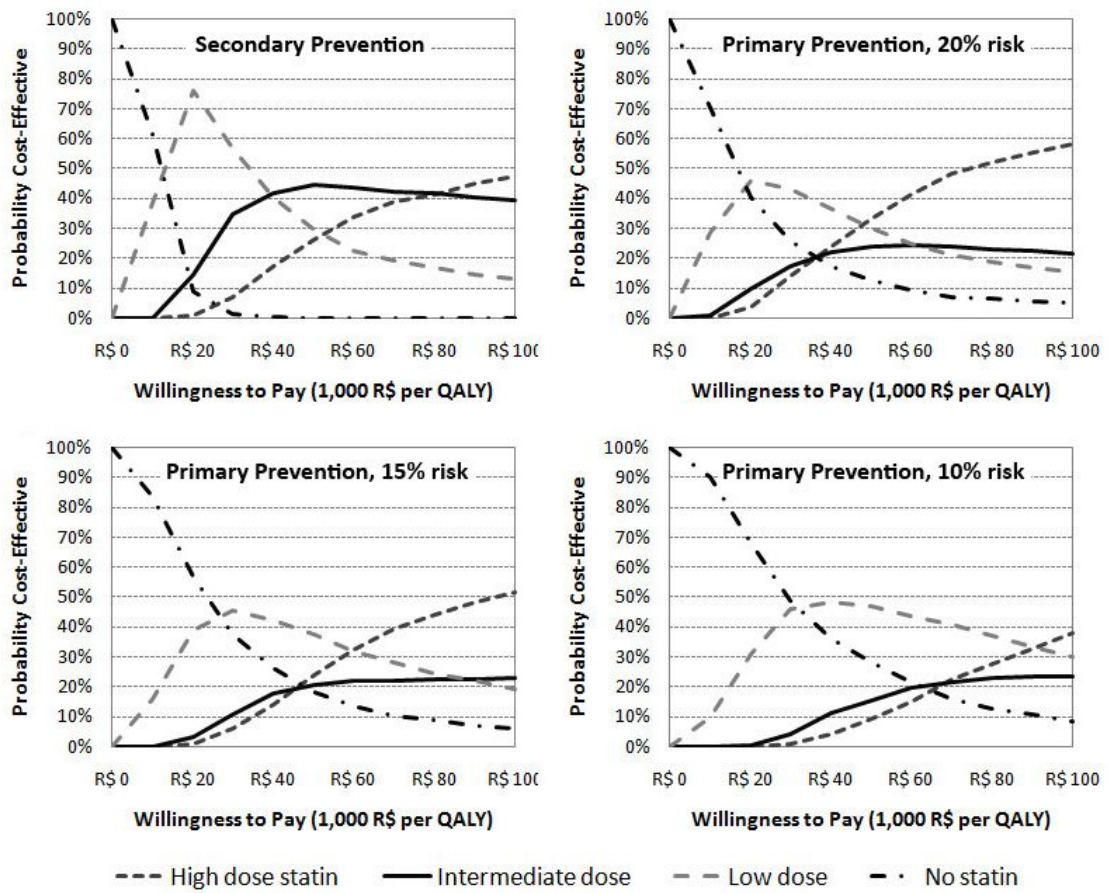 Secondary Prevention
Probability Cost-Effective
100%
90%
80%
70%
60%
50%
40%
30%
20%
10%
0%
R$ 0 R$ 20 R$ 40 R$ 60 R$ 80 R$ 100
Willingness to Pay (1,000 R$ per QALY)
Primary Prevention, 20% risk
Probability Cost-Effective
100%
90%
80%
70%
60%
50%
40%
30%
20%
10%
0%
R$ 0 R$ 20 R$ 40 R$ 60 R$ 80 R$ 100
Willingness to Pay (1,000 R$ per QALY)
Primary Prevention, 15% risk
Probability Cost-Effective
100%
90%
80%
70%
60%
50%
40%
30%
20%
10%
0%
R$ 0 R$ 20 R$ 40 R$ 60 R$ 80 R$ 100
Willingness to Pay (1,000 R$ per QALY)
Primary Prevention, 10% risk
Probability Cost-Effective
100%
90%
80%
70%
60%
50%
40%
30%
20%
10%
0%
R$ 0 R$ 20 R$ 40 R$ 60 R$ 80 R$ 100
Willingness to Pay (1,000 R$ per QALY)
High dose statin Intermediate dose Low dose No statin